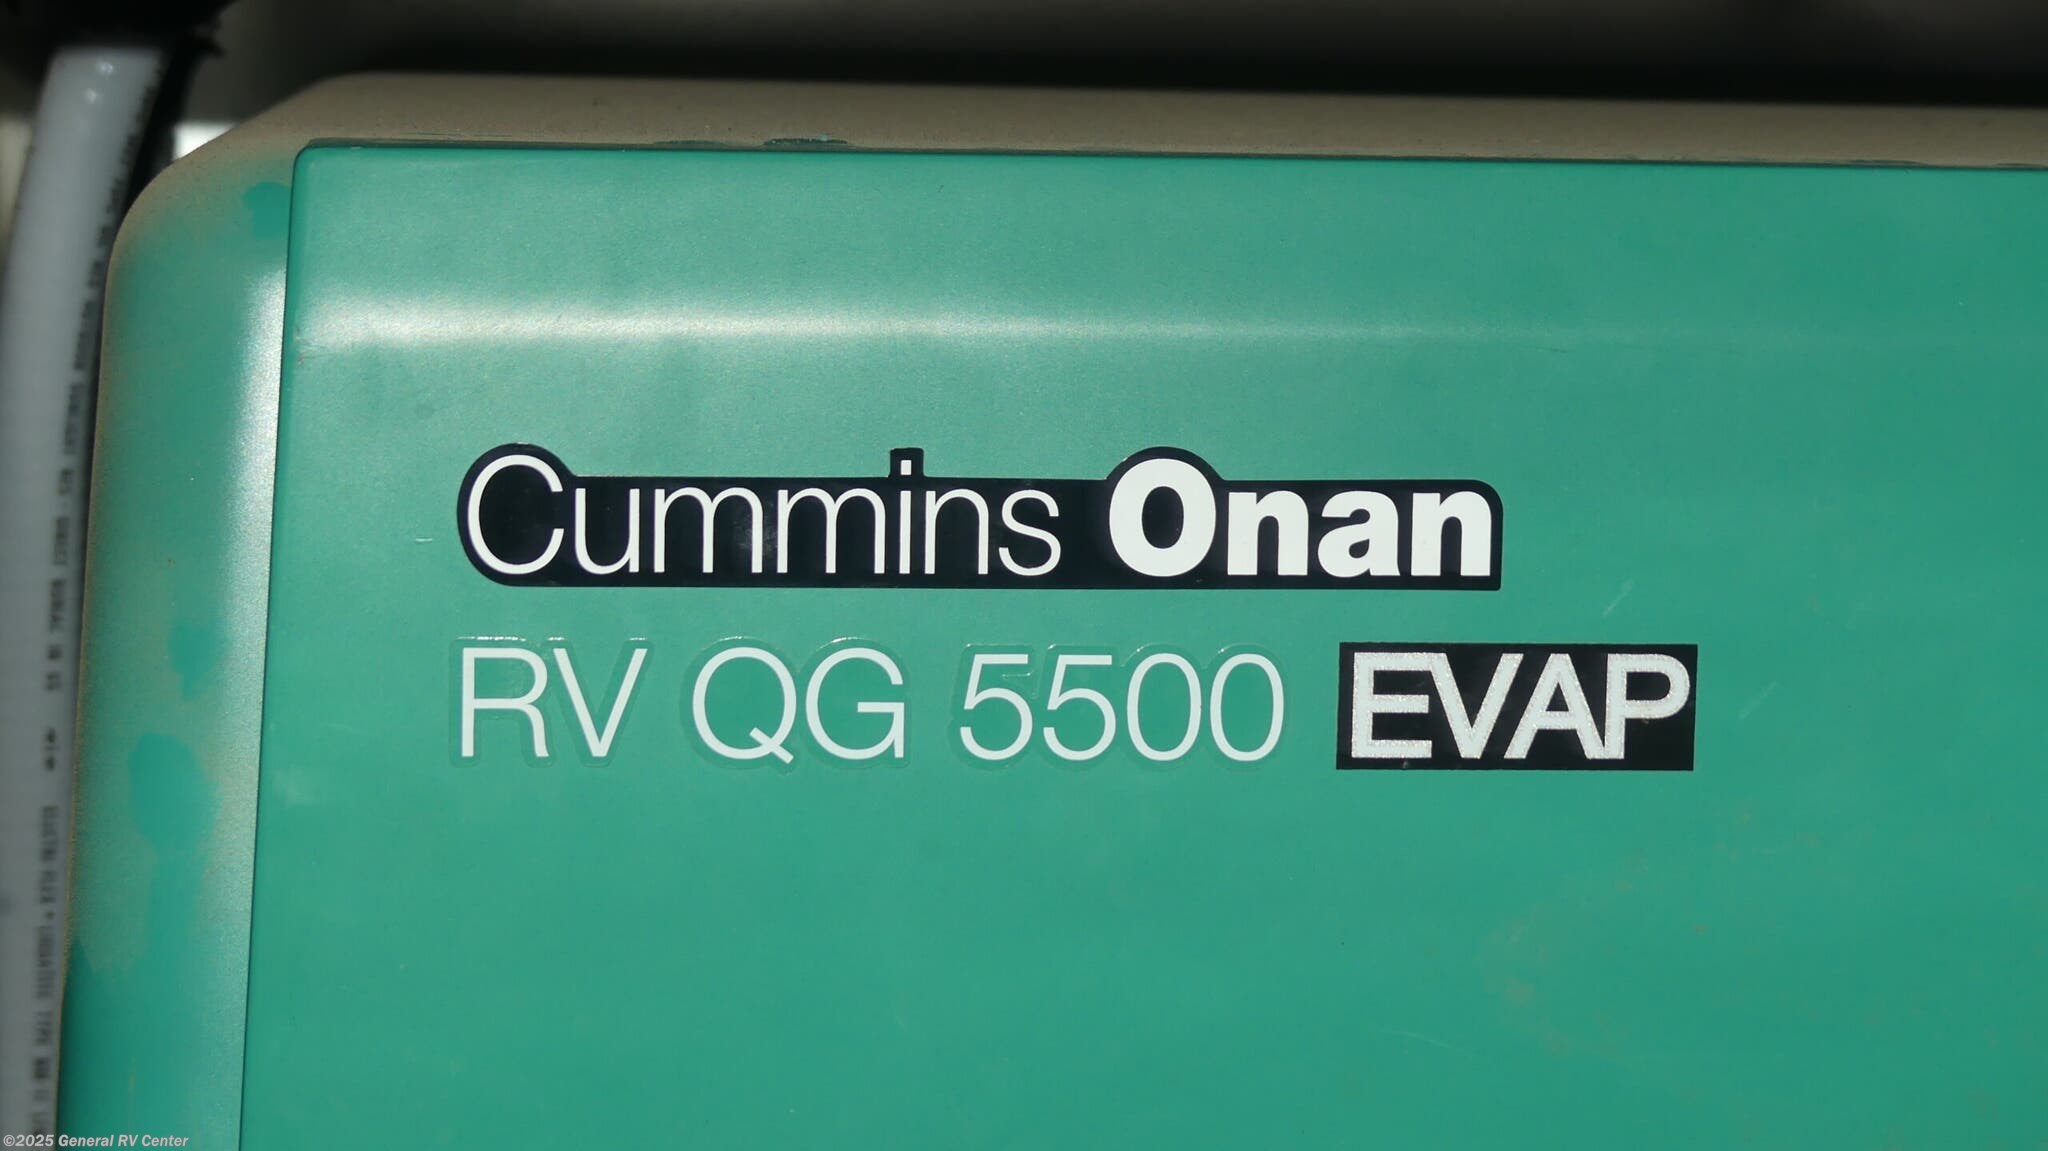 Cummins Onan
RV QG 5500 EVAP
©2025 General RV Center